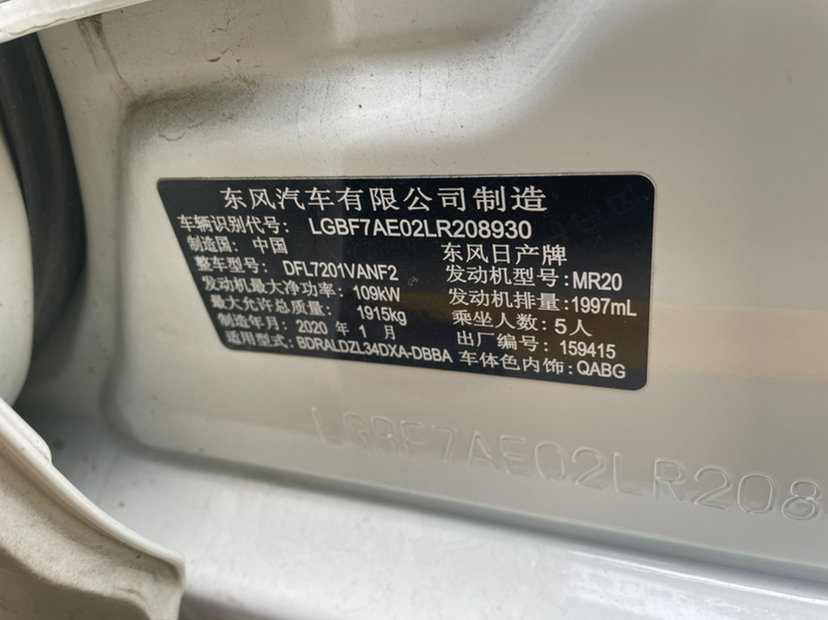 东风汽车有限公司制造
车辆识别代号: LGBF7AE02LR208930
制造国: 中国 东风日产牌
整车型号: DFL7201VANF2 发动机型号:MR20
发动机最大净功率: 109kW 发动机排量:1997mL
最大允许总质量: 1915kg 乘坐人数:5人
制造年月:2020 年 1 月 出厂编号:159415
适用型式:BDRALDZL34DXA-DBBA 车体色内饰:QABG
LGBF7AE02LR208